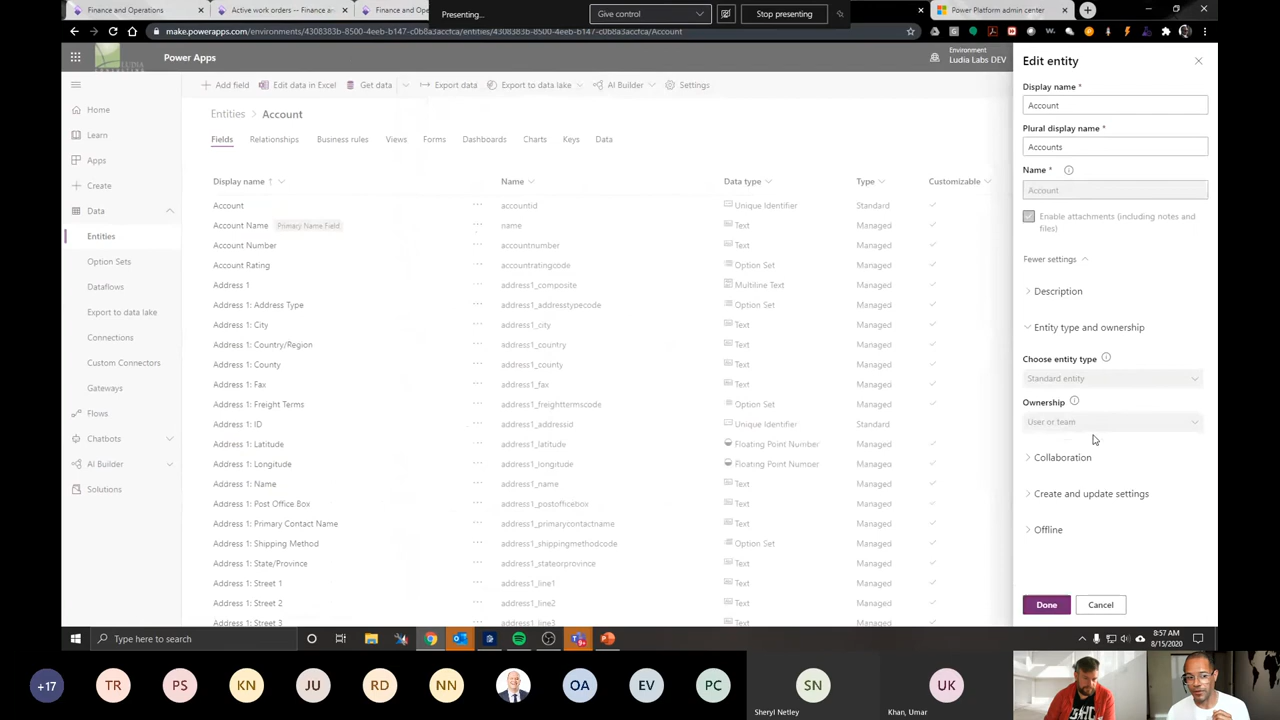 Finance and Operations
Active work orders -- Finance a
Finance and Ope
Presenting...
Give control
Stop presenting
Power Platform admin center
make.powerapps.com/environments/4308383b-8500-4eeb-b147-c0b8a3accfca/entities/4308383b-8500-4eeb-b147-c0b8a3accfca/Account
Power Apps
Environment
Ludia Labs DEV
Add field
Edit data in Excel
Get data
Export data
Export to data lake
AI Builder
Settings
Home
Learn
Apps
Create
Data
Entities
Option Sets
Dataflows
Export to data lake
Connections
Custom Connectors
Gateways
Flows
Chatbots
AI Builder
Solutions
Entities > Account
Fields Relationships Business rules Views Forms Dashboards Charts Keys Data
Display name ↑ Name Data type Type Customizable
Account ... accountid Unique Identifier Standard
Account Name Primary Name Field ... name Text Managed
Account Number ... accountnumber Text Managed
Account Rating ... accountratingcode Option Set Managed
Address 1 ... address1_composite Multiline Text Managed
Address 1: Address Type ... address1_addresstypecode Option Set Managed
Address 1: City ... address1_city Text Managed
Address 1: Country/Region ... address1_country Text Managed
Address 1: County ... address1_county Text Managed
Address 1: Fax ... address1_fax Text Managed
Address 1: Freight Terms ... address1_freighttermscode Option Set Managed
Address 1: ID ... address1_addressid Unique Identifier Standard
Address 1: Latitude ... address1_latitude Floating Point Number Managed
Address 1: Longitude ... address1_longitude Floating Point Number Managed
Address 1: Name ... address1_name Text Managed
Address 1: Post Office Box ... address1_postofficebox Text Managed
Address 1: Primary Contact Name ... address1_primarycontactname Text Managed
Address 1: Shipping Method ... address1_shippingmethodcode Option Set Managed
Address 1: State/Province ... address1_stateorprovince Text Managed
Address 1: Street 1 ... address1_line1 Text Managed
Address 1: Street 2 ... address1_line2 Text Managed
Address 1: Street 3 ... address1_line3 Text Managed
Edit entity
Display name *
Account
Plural display name *
Accounts
Name *
Account
Enable attachments (including notes and
files)
Fewer settings
Description
Entity type and ownership
Choose entity type
Standard entity
Ownership
User or team
Collaboration
Create and update settings
Offline
Done
Cancel
Type here to search
8:57 AM
8/15/2020
+17
TR
PS
KN
JU
RD
NN
OA
EV
PC
SN
Sheryl Netley
UK
Khan, Umar